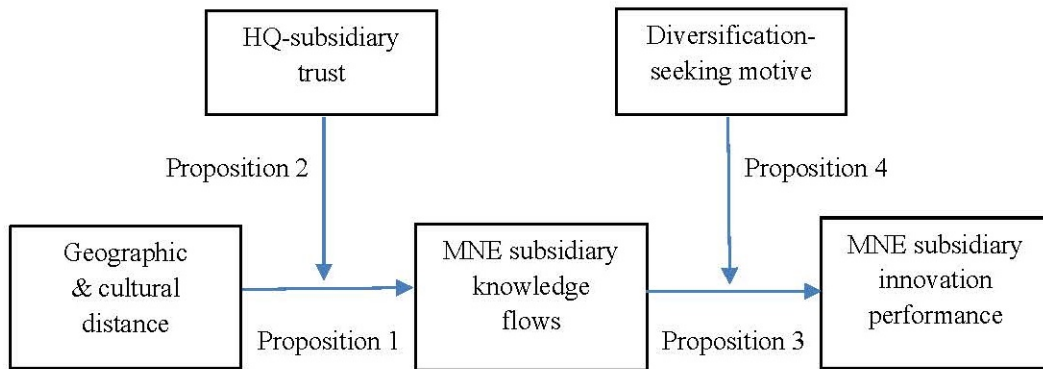 HQ-subsidiary
trust
Diversification-
seeking motive
Proposition 2
Proposition 4
Geographic
& cultural
distance
Proposition 1
MNE subsidiary
knowledge
flows
Proposition 3
MNE subsidiary
innovation
performance